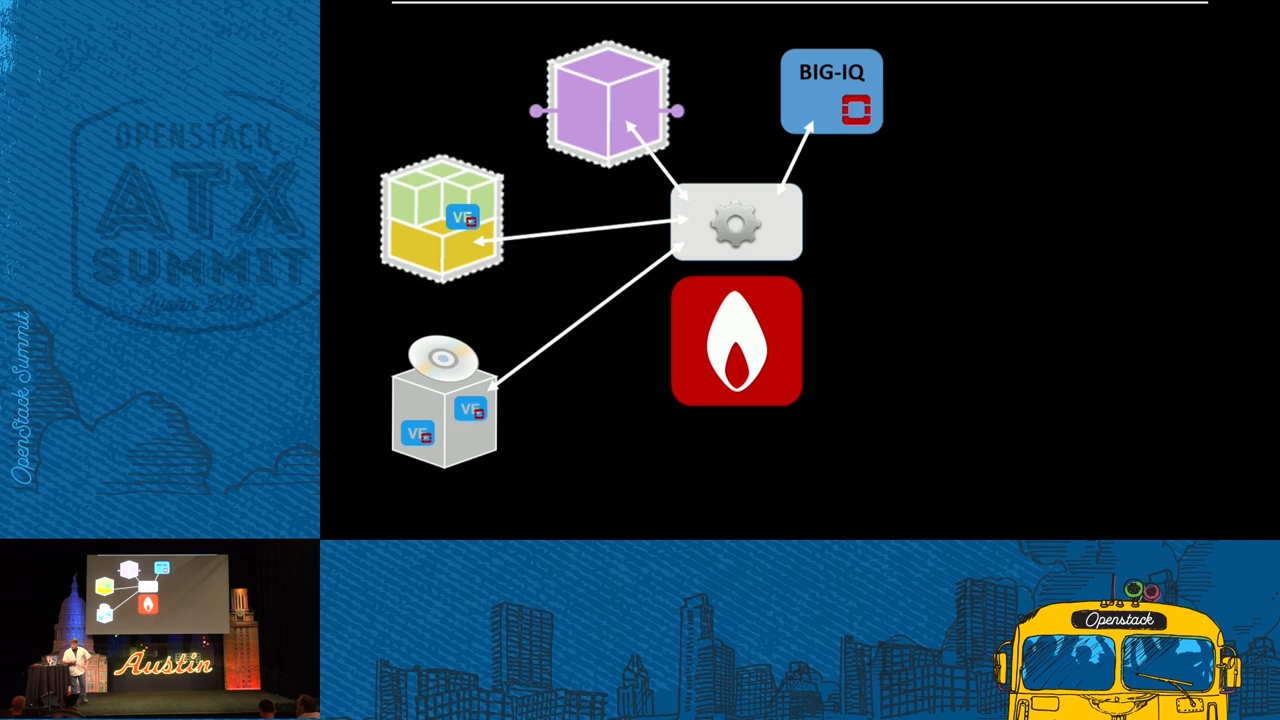 OPENSTACK
ATX
SUMMIT
Austin 2016
OpenStack Summit
BIG-IQ
VE
VE
VE
Austin
Openstack